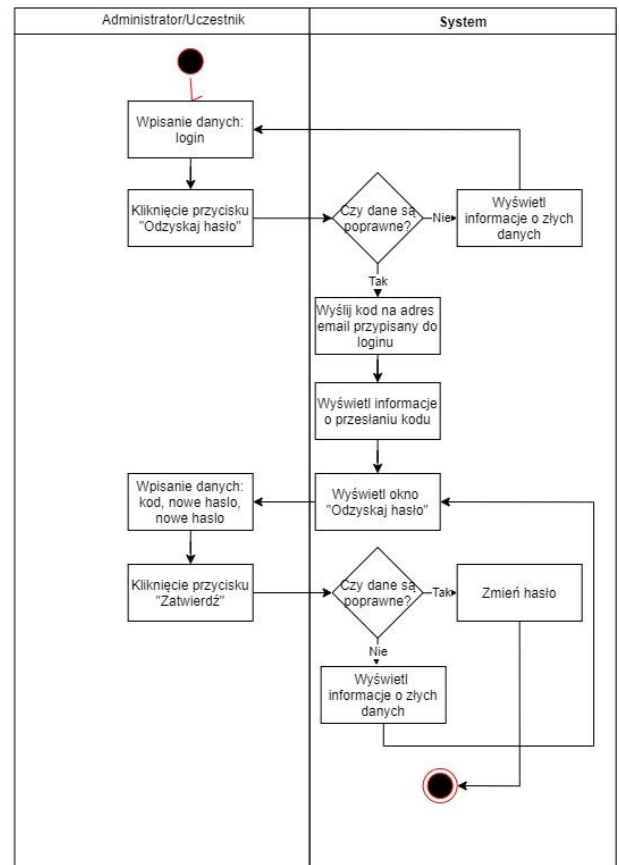 Administrator/Uczestnik
System
Wpisanie danych:
login
Kliknięcie przycisku
"Odzyskaj hasło"
Czy dane są
poprawne?
Nie
Wyświetl
informacje o złych
danych
Tak
Wyślij kod na adres
email przypisany do
loginu
Wyświetl informacje
o przesłaniu kodu
Wyświetl okno
"Odzyskaj hasło"
Wpisanie danych:
kod, nowe haslo,
nowe haslo
Kliknięcie przycisku
"Zatwierdź"
Czy dane są
poprawne?
Tak
Zmień hasło
Nie
Wyświetl
informacje o złych
danych